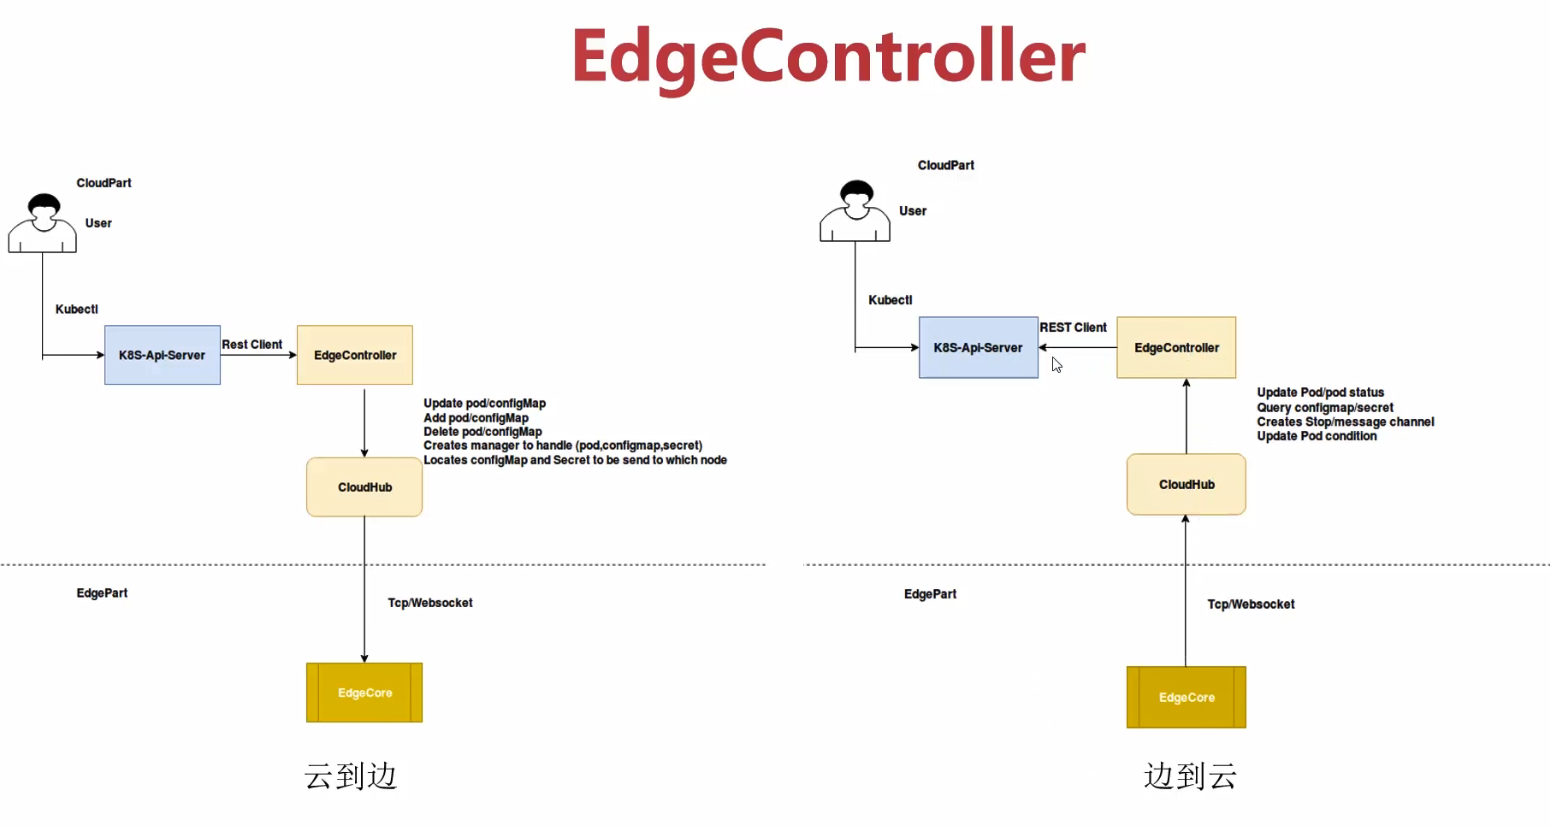 EdgeController
CloudPart
User
Kubectl
K8S-Api-Server
Rest Client
EdgeController
Update pod/configMap
Add pod/configMap
Delete pod/configMap
Creates manager to handle (pod,configmap,secret)
Locates configMap and Secret to be send to which node
CloudHub
EdgePart
Tcp/Websocket
EdgeCore
云到边
CloudPart
User
Kubectl
K8S-Api-Server
REST Client
EdgeController
Update Pod/pod status
Query configmap/secret
Creates Stop/message channel
Update Pod condition
CloudHub
EdgePart
Tcp/Websocket
EdgeCore
边到云